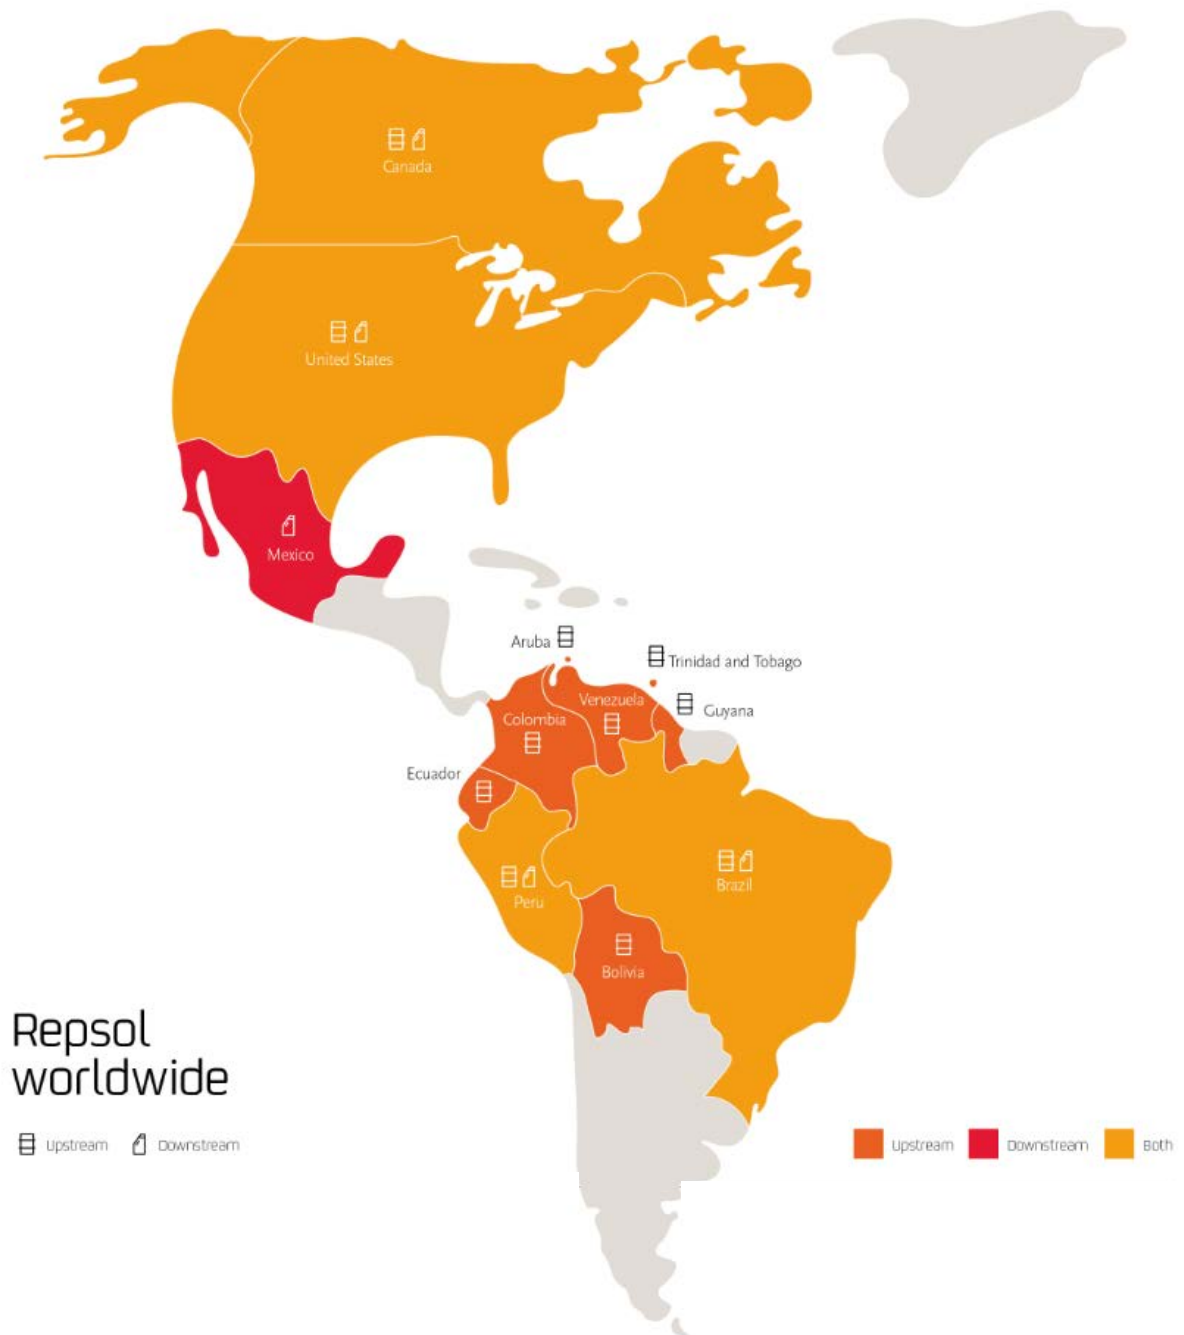 Canada
United States
Mexico
Aruba
Trinidad and Tobago
Venezuela
Guyana
Colombia
Ecuador
Brazil
Peru
Bolivia
Repsol
worldwide
Upstream Downstream
Upstream Downstream Both